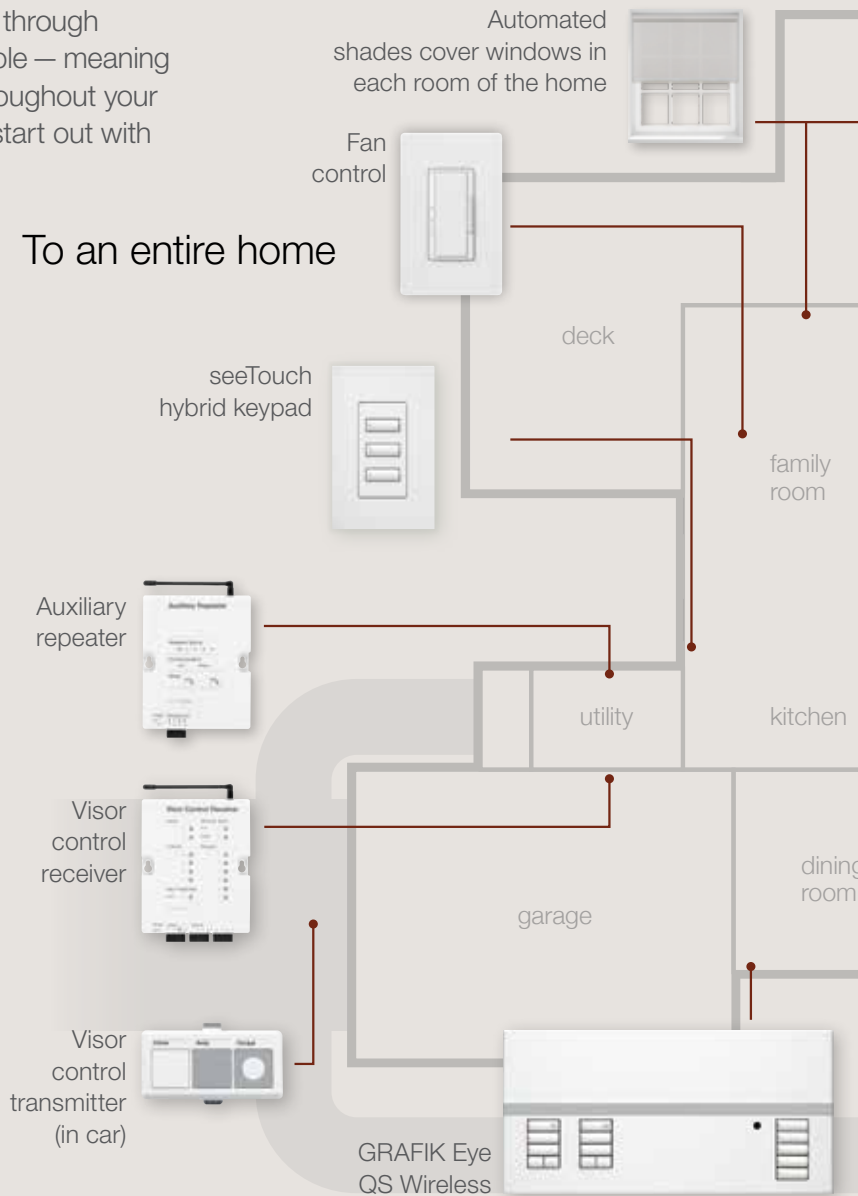 through
ble — meaning
oughout your
start out with
Automated
shades cover windows in
each room of the home
Fan
control
To an entire home
deck
seeTouch
hybrid keypad
family
room
Auxiliary
repeater
Auxiliary Repeater
utility
kitchen
Visor
control
receiver
Visor Control Receiver
dining
room
garage
Visor
control
transmitter
(in car)
GRAFIK Eye
QS Wireless